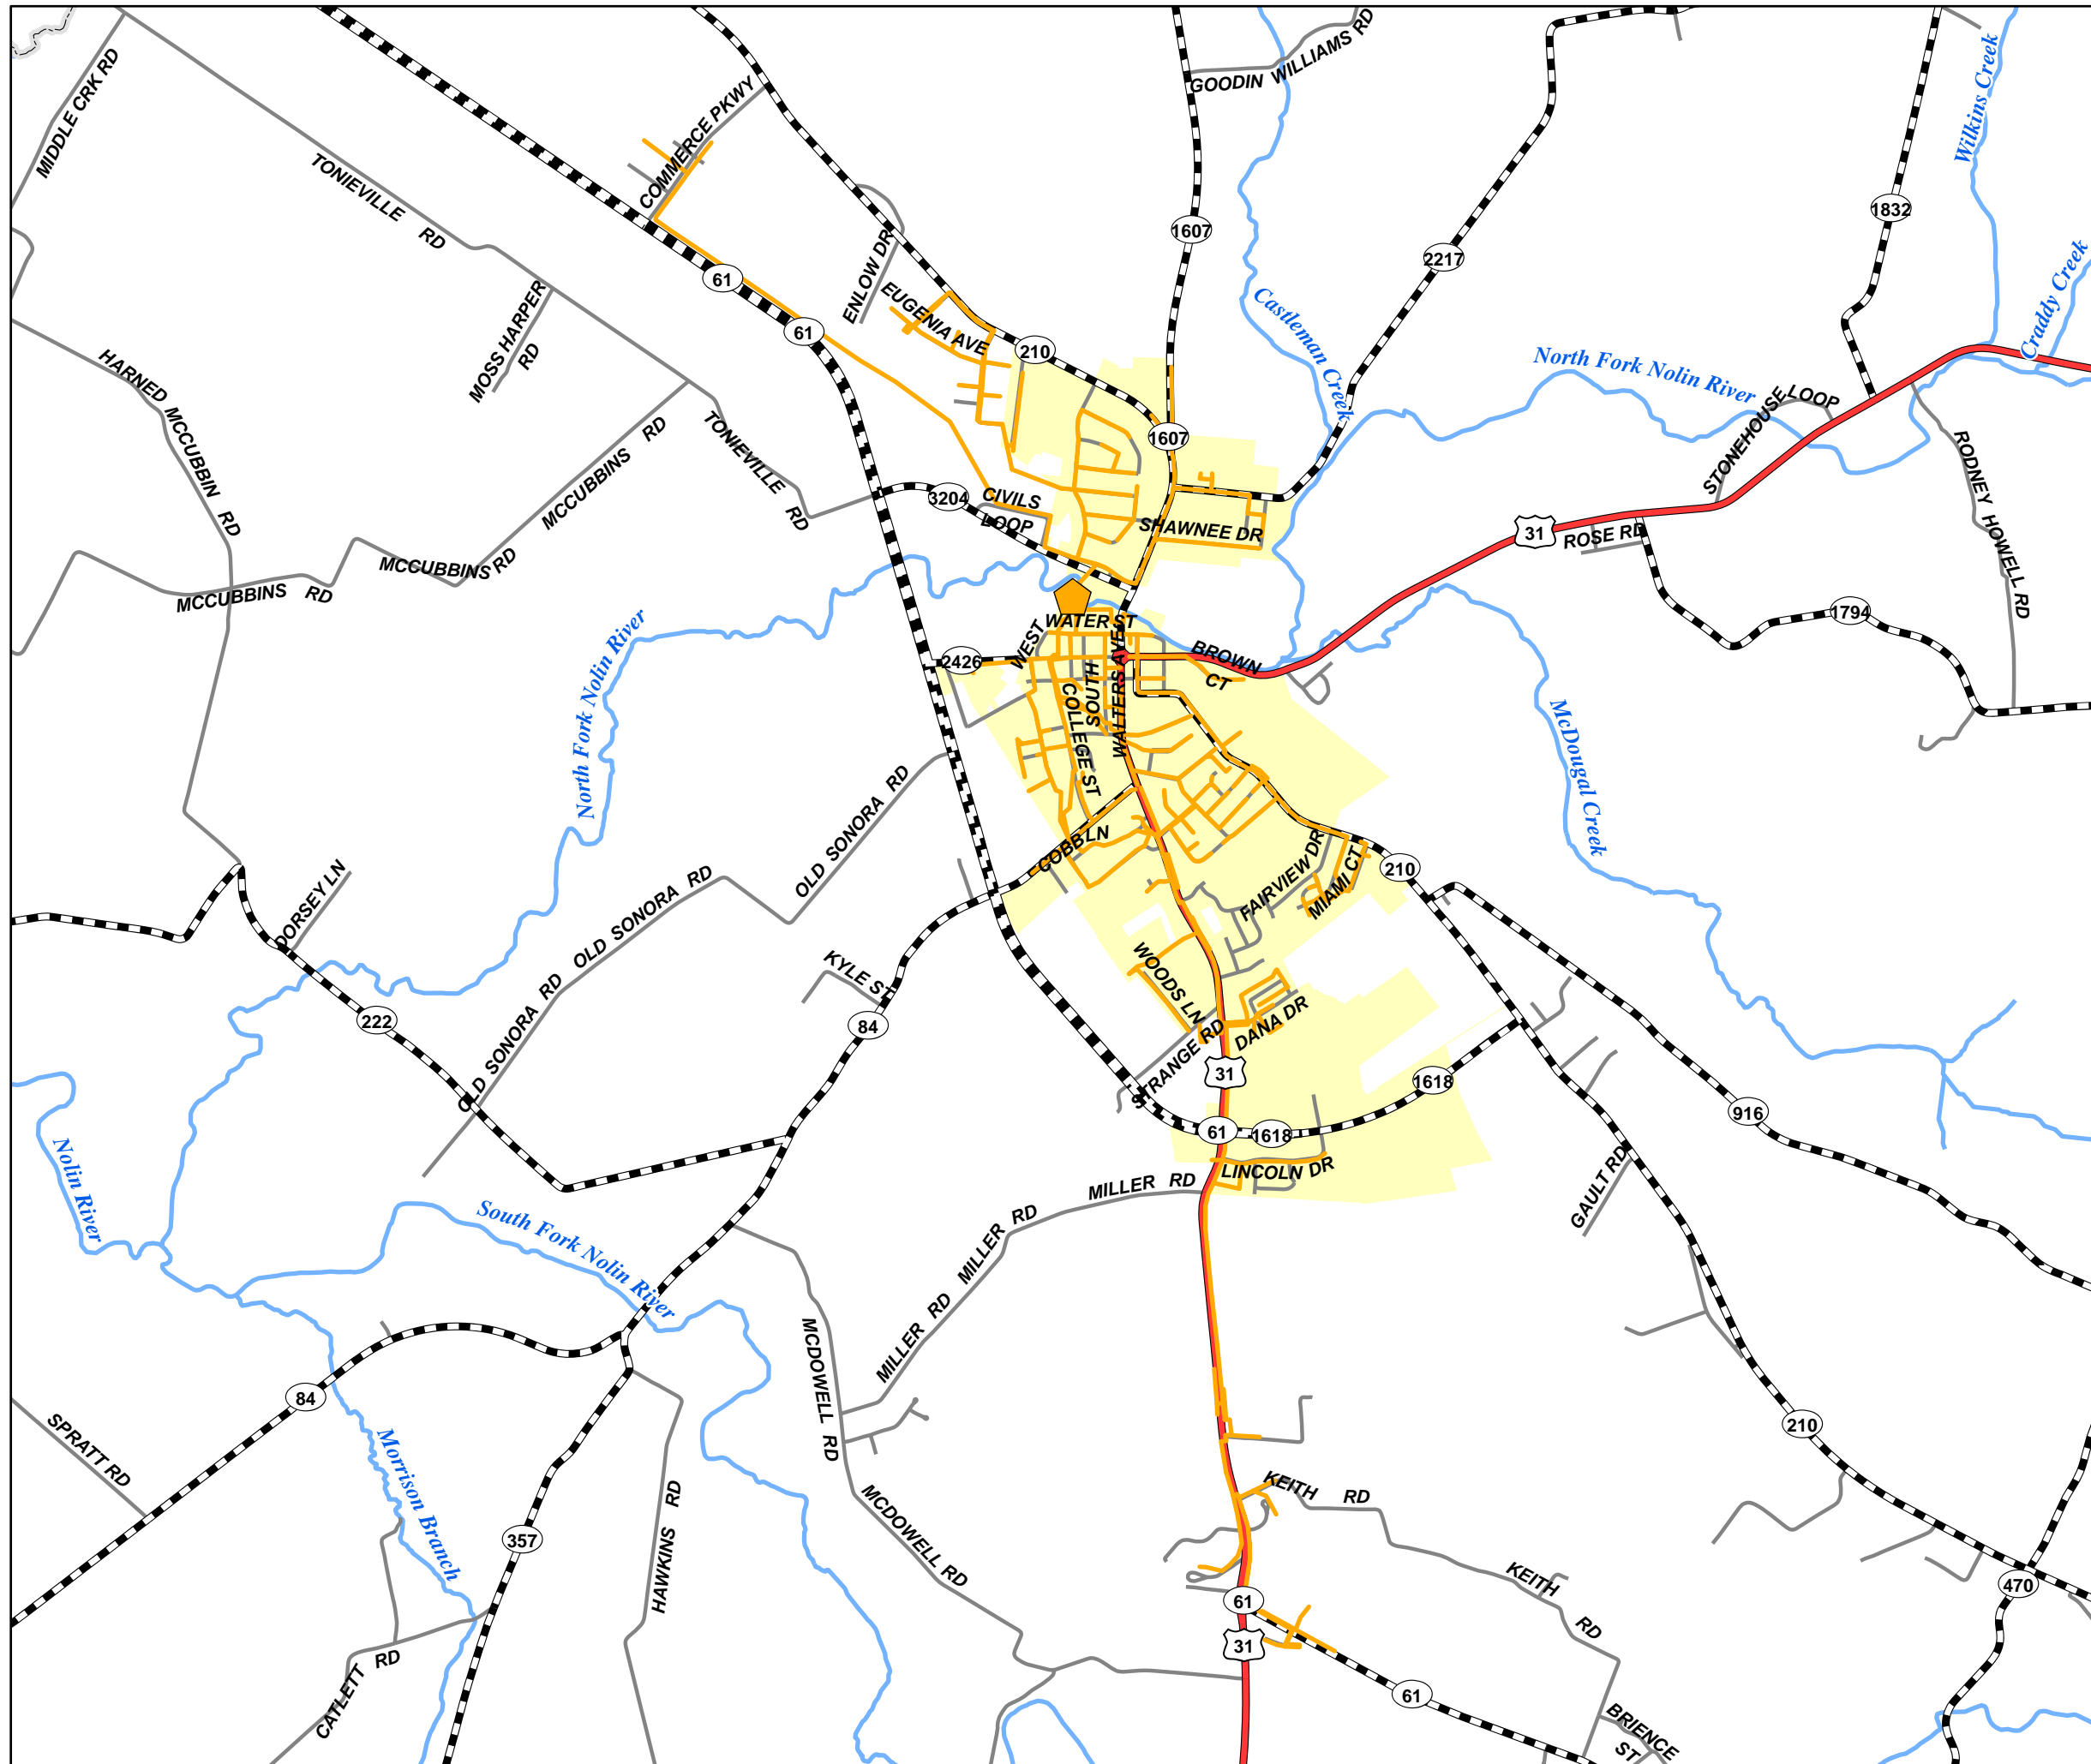 GOODIN WILLIAMS RD
MIDDLE CRK RD
COMMERCE PKWY
Wilkins Creek
TONIEVILLE RD
1832
1607
2217
ENLOW DR
Craddy Creek
61
EUGENIA AVE
MOSS HARPER RD
61
Castleman Creek
210
North Fork Nolin River
HARNED MCCUBBIN RD
STONEHOUSE LOOP
TONIEVILLE RD
1607
MCCUBBINS RD
RODNEY HOWELL RD
3204
CIVILS
LOOP
SHAWNEE DR
31
ROSE RD
MCCUBBINS RD
MCCUBBINS RD
1794
WATER ST
North Fork Nolin River
WEST
2426
BROWN
CT
SOUTH
WALTERS AVE
COLLEGE ST
McDougal Creek
OLD SONORA RD
COBB LN
FAIRVIEW DR
MIAMI CT
210
DORSEY LN
OLD SONORA RD
KYLE ST
WOODS LN
222
OLD SONORA RD
84
DANA DR
STRANGE RD
31
1618
916
61
1618
Nolin River
LINCOLN DR
MILLER RD
GAULT RD
South Fork Nolin River
MILLER RD
MILLER RD
MCDOWELL RD
84
210
SPRATT RD
Morrison Branch
KEITH RD
HAWKINS RD
MCDOWELL RD
357
KEITH RD
470
61
31
CATLETT RD
61
BRIENCE
ST